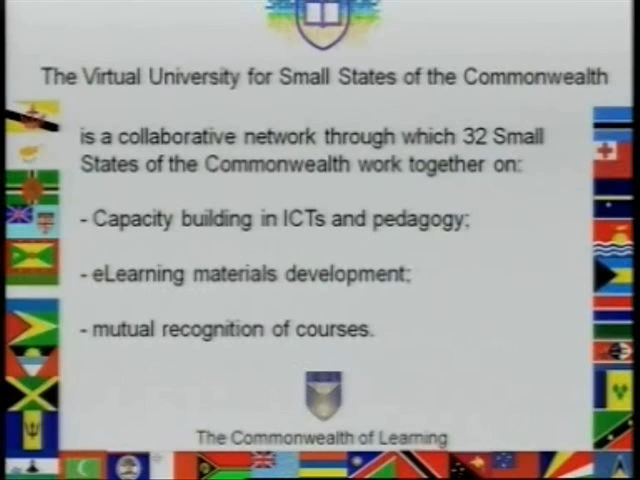 The Virtual University for Small States of the Commonwealth
is a collaborative network through which 32 Small
States of the Commonwealth work together on:
- Capacity building in ICTs and pedagogy;
- eLearning materials development;
- mutual recognition of courses.
The Commonwealth of Learning